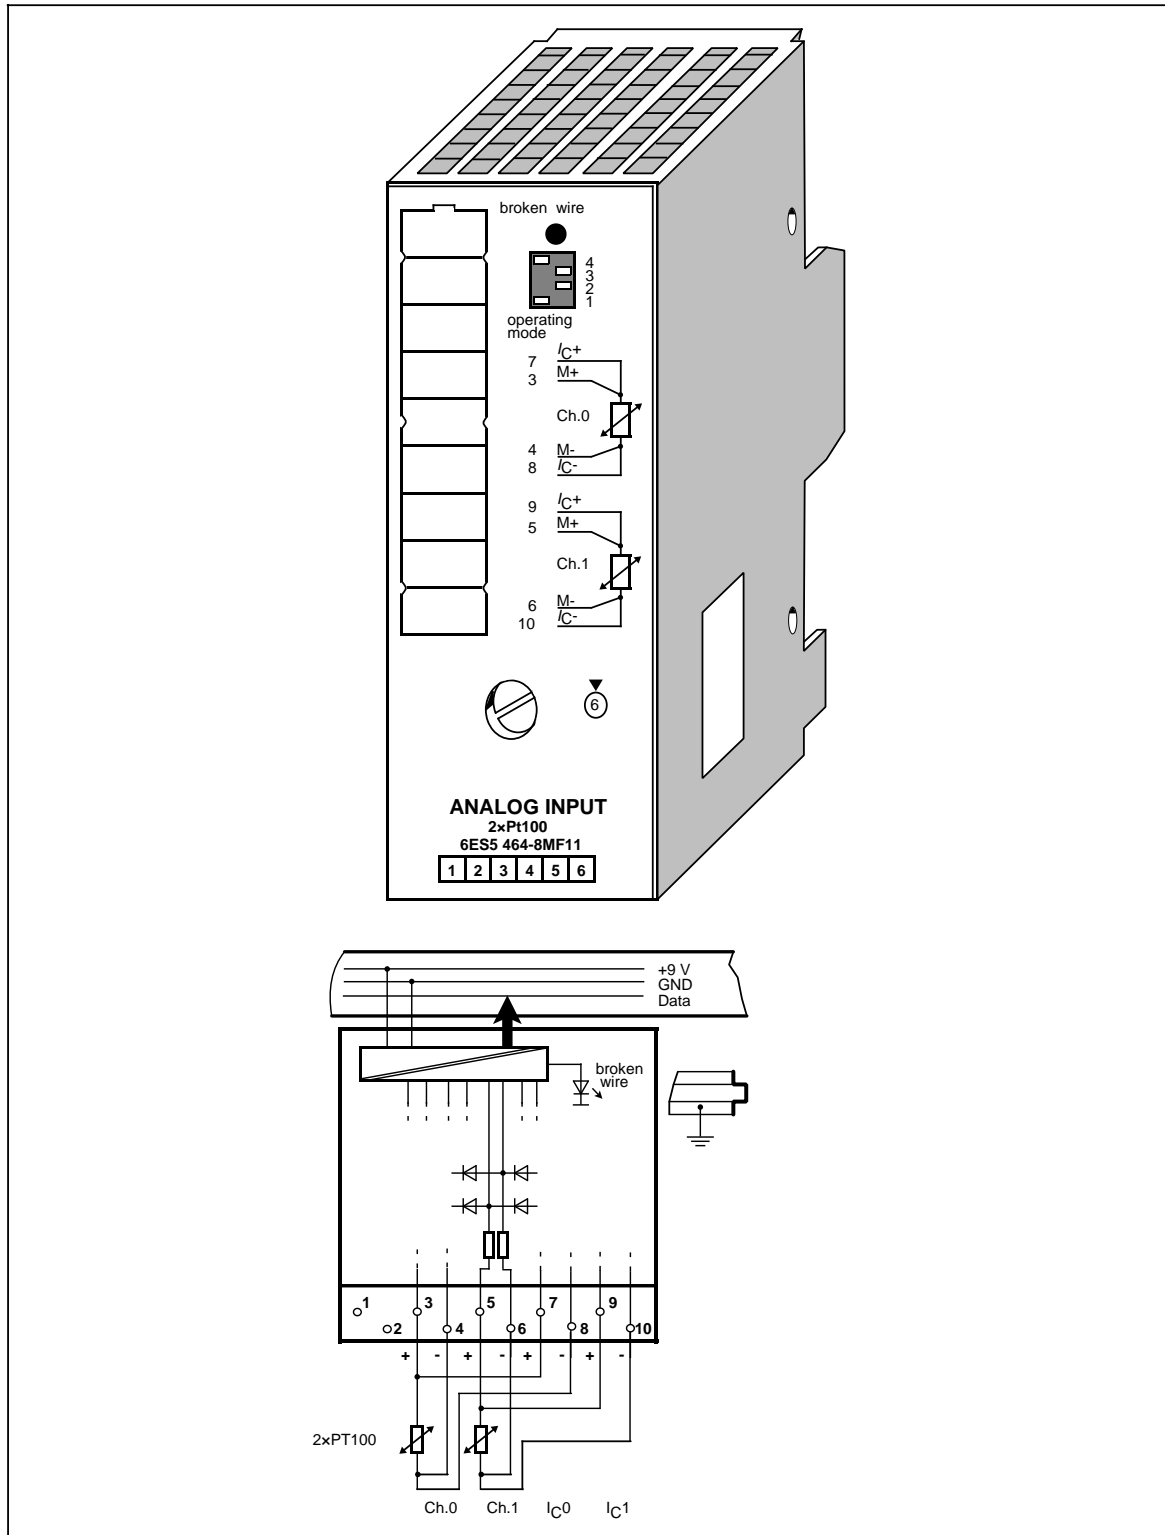 broken wire
4
3
2
1
operating
mode
7 IC+
3 M+
Ch.0
4 M-
8 IC-
9 IC+
5 M+
Ch.1
6 M-
10 IC-
6
ANALOG INPUT
2×Pt100
6ES5 464-8MF11
1 2 3 4 5 6
+9 V
GND
Data
broken
wire
1 3 5 7 9
2 4 6 8 10
+ - + - + - + -
2×PT100
Ch.0 Ch.1 IC0 IC1